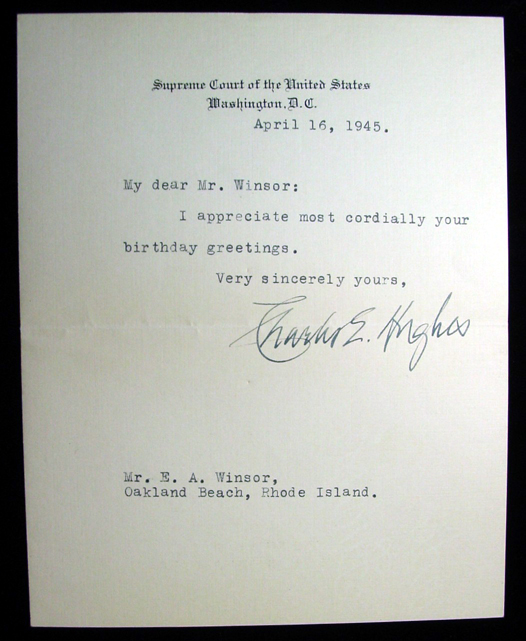 Supreme Court of the United States
Washington, D.C.
April 16, 1945.
My dear Mr. Winsor:
I appreciate most cordially your
birthday greetings.
Very sincerely yours,
Charles E. Hughes
Mr. E. A. Winsor,
Oakland Beach, Rhode Island.